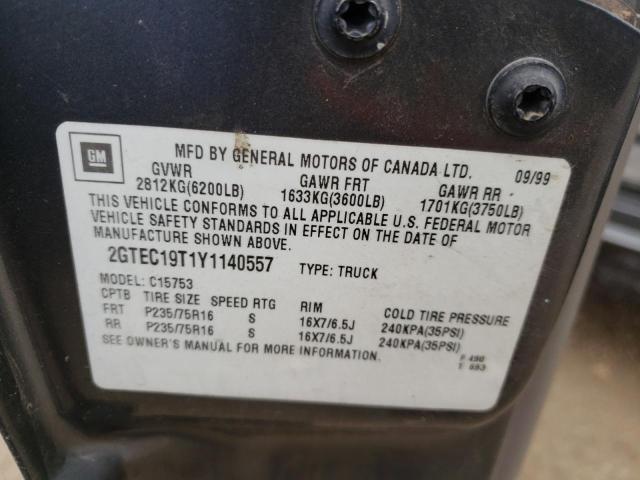 GM
MFD BY GENERAL MOTORS OF CANADA LTD. 09/99
GVWR GAWR FRT GAWR RR
2812KG(6200LB) 1633KG(3600LB) 1701KG(3750LB)
THIS VEHICLE CONFORMS TO ALL APPLICABLE U.S. FEDERAL MOTOR
VEHICLE SAFETY STANDARDS IN EFFECT ON THE DATE OF
MANUFACTURE SHOWN ABOVE.
2GTEC19T1Y1140557 TYPE: TRUCK
MODEL: C15753
CPTB TIRE SIZE SPEED RTG RIM COLD TIRE PRESSURE
FRT P235/75R16 S 16X7/6.5J 240KPA(35PSI)
RR P235/75R16 S 16X7/6.5J 240KPA(35PSI)
SEE OWNER'S MANUAL FOR MORE INFORMATION.